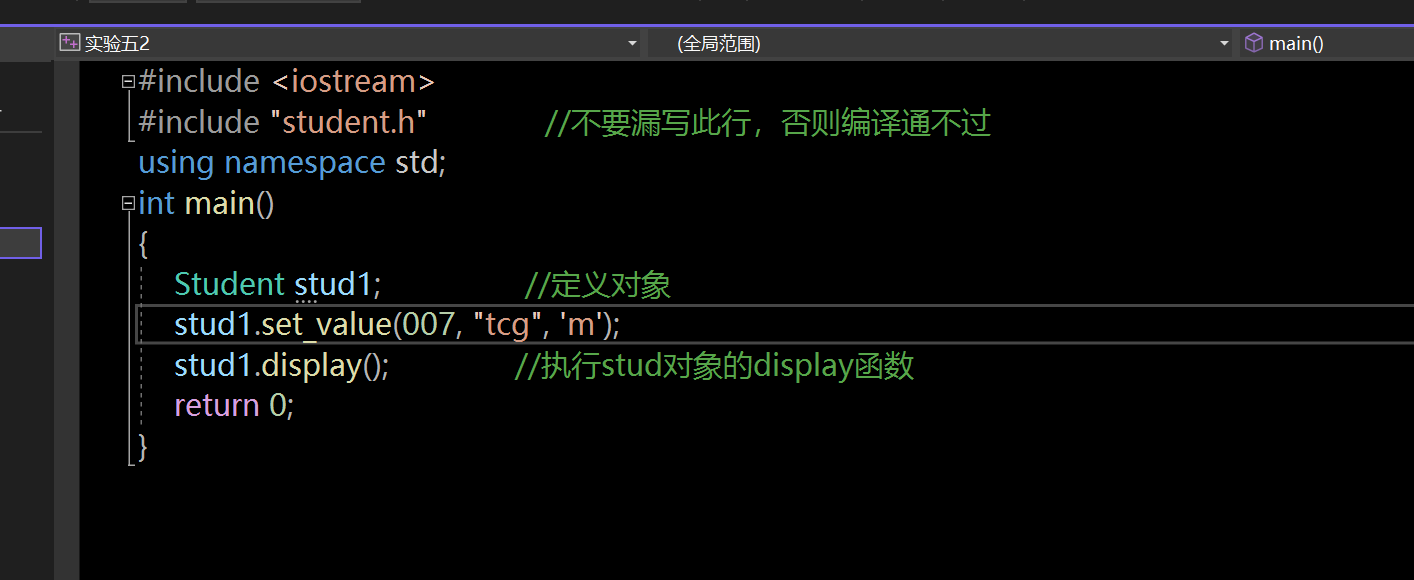 实验五2 (全局范围) main()
#include <iostream>
#include "student.h" //不要漏写此行，否则编译通不过
using namespace std;
int main()
{
Student stud1; //定义对象
stud1.set_value(007, "tcg", 'm');
stud1.display(); //执行stud对象的display函数
return 0;
}